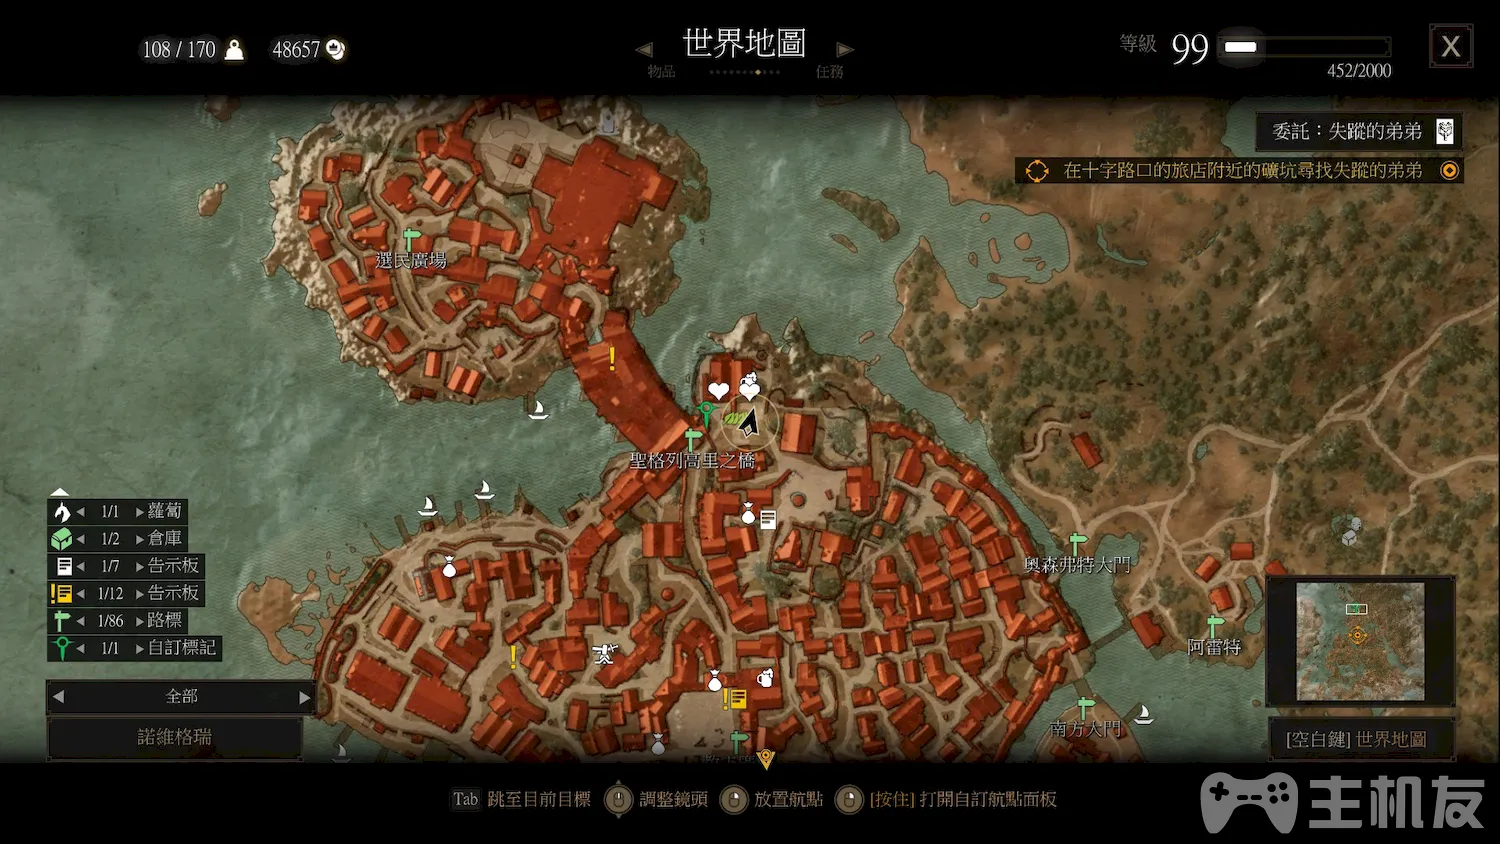 108 / 170
48657
世界地圖
物品
任務
等級 99
452/2000
X
委託：失蹤的弟弟
在十字路口的旅店附近的礦坑尋找失蹤的弟弟
選民廣場
聖格列高里之橋
奧森弗特大門
阿雷特
南方大門
1/1 蘿蔔
1/2 倉庫
1/7 告示板
1/12 告示板
1/86 路標
1/1 自訂標記
全部
諾維格瑞
[空白鍵] 世界地圖
Tab 跳至目前目標 調整鏡頭 放置航點 [按住] 打開自訂航點面板
主机友